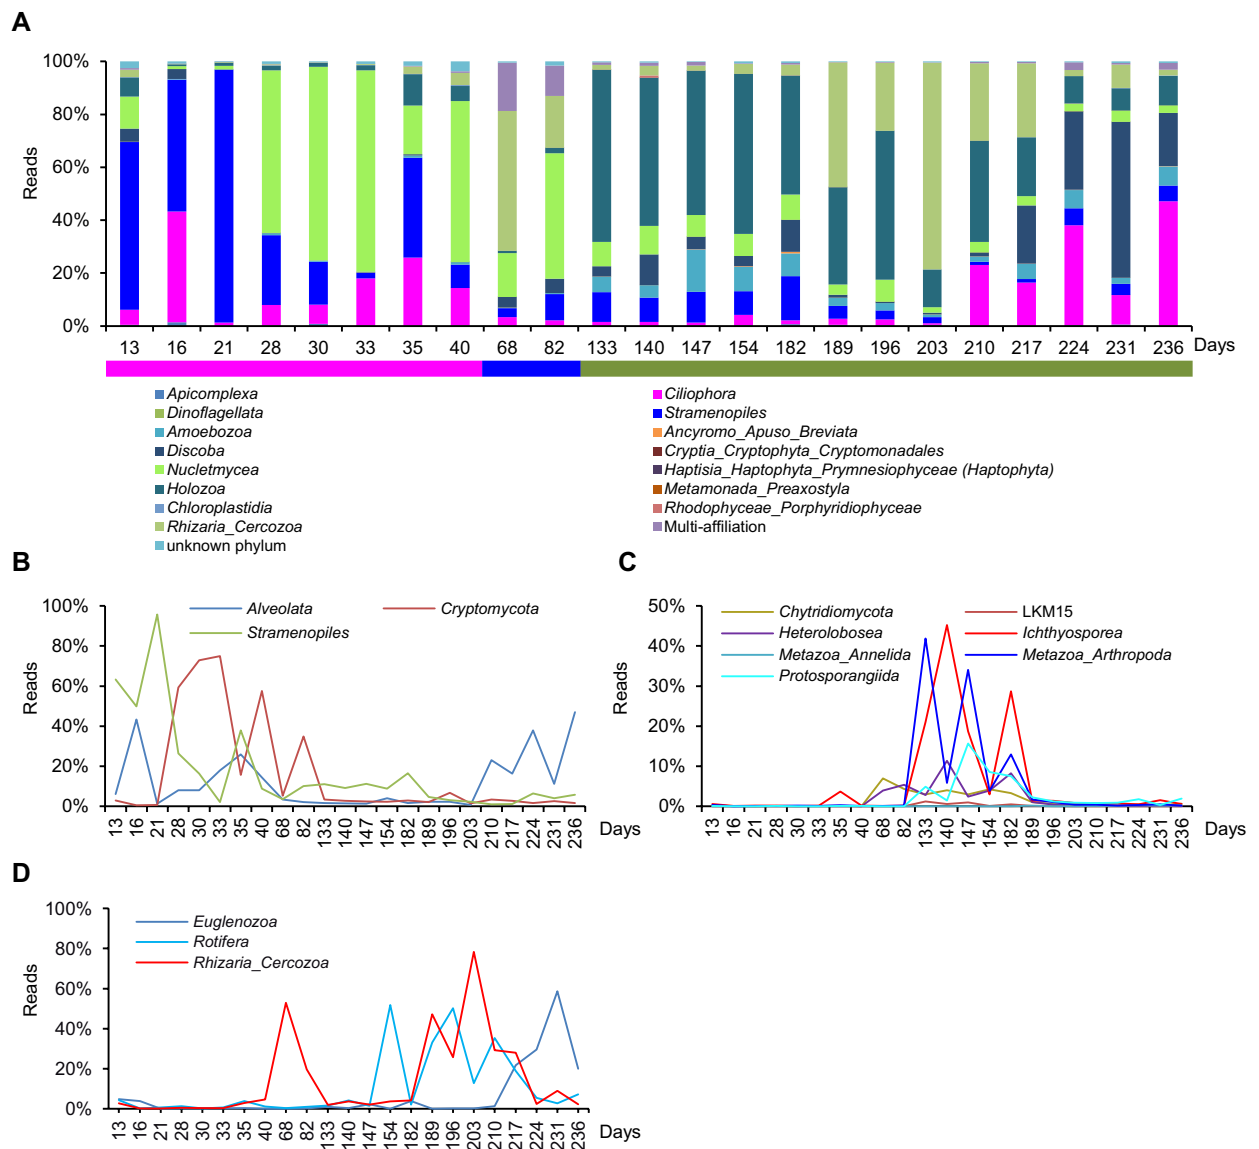 A
100%
80%
60%
40%
20%
0%
Reads
13 16 21 28 30 33 35 40 68 82 133 140 147 154 182 189 196 203 210 217 224 231 236 Days
Apicomplexa
Dinoflagellata
Amoebozoa
Discoba
Nucletmycea
Holozoa
Chloroplastidia
Rhizaria_Cercozoa
unknown phylum
Ciliophora
Stramenopiles
Ancyromo_Apuso_Breviata
Cryptia_Cryptophyta_Cryptomonadales
Haptisia_Haptophyta_Prymnesiophyceae (Haptophyta)
Metamonada_Preaxostyla
Rhodophyceae_Porphyridiophyceae
Multi-affiliation
B
100%
80%
60%
40%
20%
0%
Reads
Alveolata
Cryptomycota
Stramenopiles
13 16 21 28 30 33 35 40 68 82 133 140 147 154 182 189 196 203 210 217 224 231 236 Days
C
50%
40%
30%
20%
10%
0%
Reads
Chytridiomycota
LKM15
Heterolobosea
Ichthyosporea
Metazoa_Annelida
Metazoa_Arthropoda
Protosporangiida
13 16 21 28 30 33 35 40 68 82 133 140 147 154 182 189 196 203 210 217 224 231 236 Days
D
100%
80%
60%
40%
20%
0%
Reads
Euglenozoa
Rotifera
Rhizaria_Cercozoa
13 16 21 28 30 33 35 40 68 82 133 140 147 154 182 189 196 203 210 217 224 231 236 Days